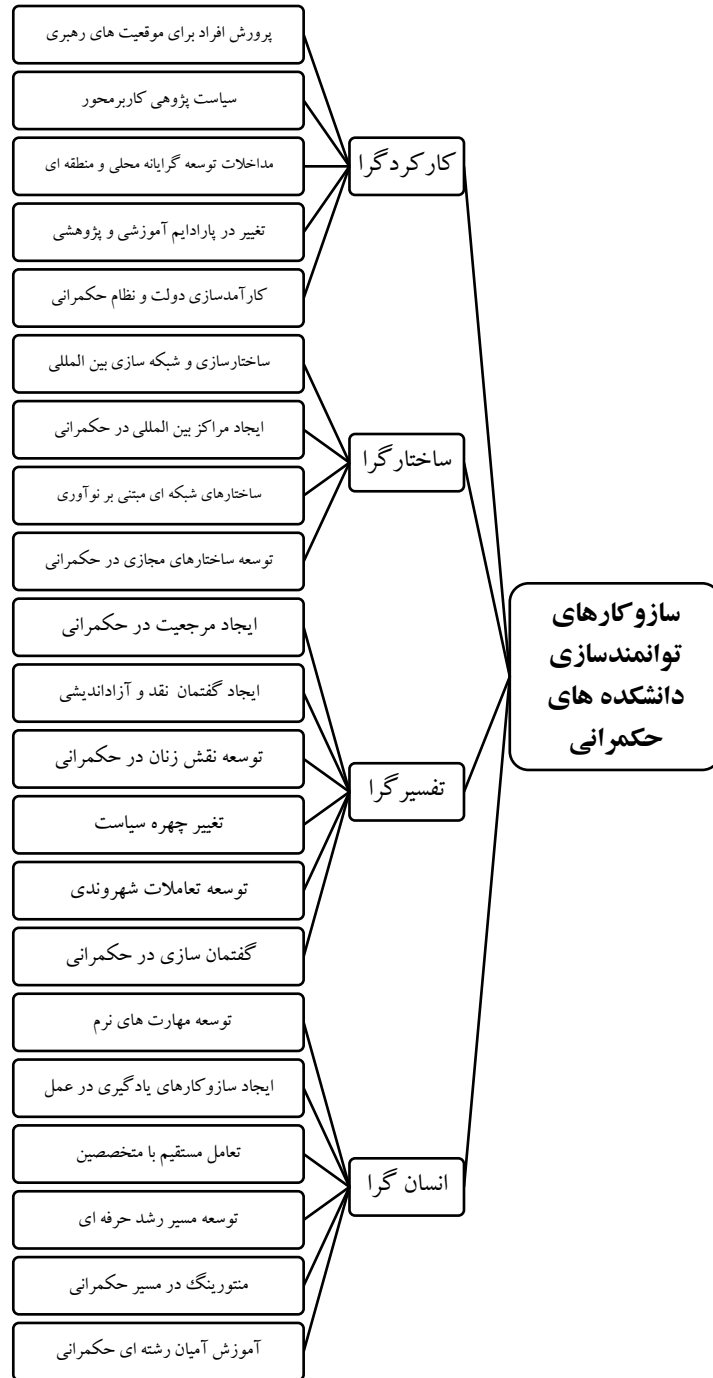 سازوکارهای
توانمندسازی
دانشکده های
حکمرانی
کارکردگرا
پرورش افراد برای موقعیت های رهبری
سیاست پژوهی کاربرمحور
مداخلات توسعه گرایانه محلی و منطقه ای
تغییر در پارادایم آموزشی و پژوهشی
کارآمدسازی دولت و نظام حکمرانی
ساختارگرا
ساختارسازی و شبکه سازی بین المللی
ایجاد مراکز بین المللی در حکمرانی
ساختارهای شبکه ای مبتنی بر نوآوری
توسعه ساختارهای مجازی در حکمرانی
تفسیرگرا
ایجاد مرجعیت در حکمرانی
ایجاد گفتمان نقد و آزاداندیشی
توسعه نقش زنان در حکمرانی
تغییر چهره سیاست
توسعه تعاملات شهروندی
گفتمان سازی در حکمرانی
انسان گرا
توسعه مهارت های نرم
ایجاد سازوکارهای یادگیری در عمل
تعامل مستقیم با متخصصین
توسعه مسیر رشد حرفه ای
منتورینگ در مسیر حکمرانی
آموزش آمیان رشته ای حکمرانی